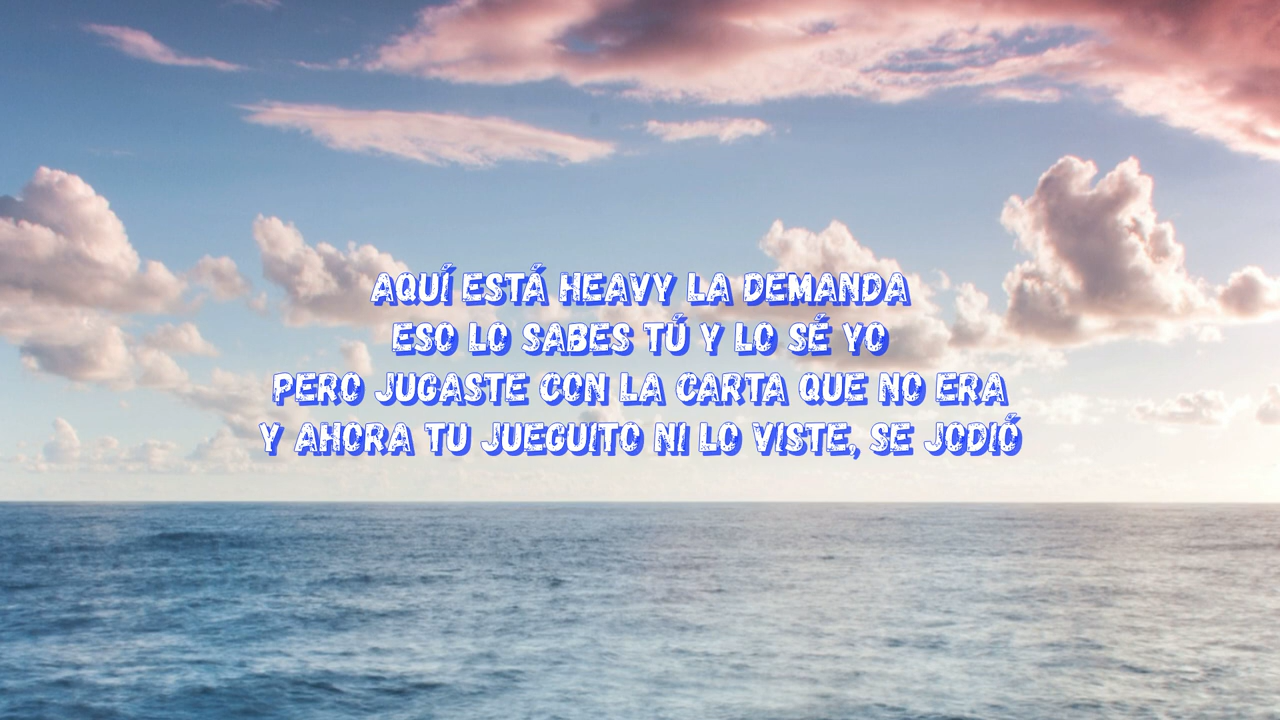 AQUÍ ESTÁ HEAVY LA DEMANDA
ESO LO SABES TÚ Y LO SÉ YO
PERO JUGASTE CON LA CARTA QUE NO ERA
Y AHORA TU JUEGUITO NI LO VISTE, SE JODIÓ